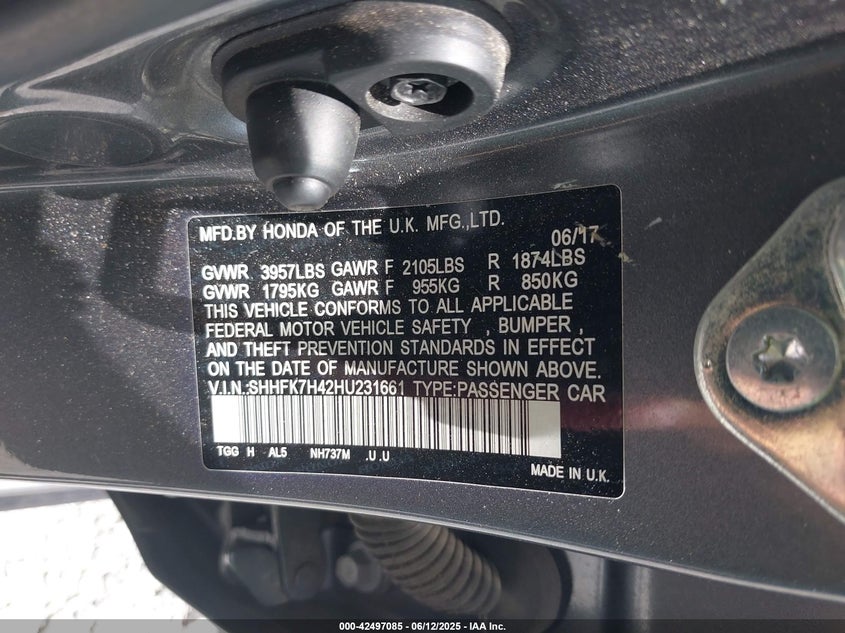 MFD.BY HONDA OF THE U.K. MFG.,LTD.
06/17
GVWR 3957LBS GAWR F 2105LBS R 1874LBS
GVWR 1795KG GAWR F 955KG R 850KG
THIS VEHICLE CONFORMS TO ALL APPLICABLE
FEDERAL MOTOR VEHICLE SAFETY , BUMPER ,
AND THEFT PREVENTION STANDARDS IN EFFECT
ON THE DATE OF MANUFACTURE SHOWN ABOVE.
V.I.N.:SHHFK7H42HU231661 TYPE:PASSENGER CAR
TGG H AL5 NH737M .U .U
MADE IN U.K.
000-42497085 - 06/12/2025 - IAA Inc.